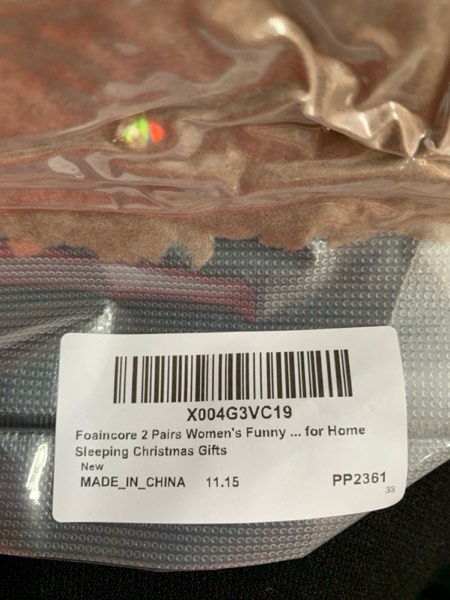 X004G3VC19
Foaincore 2 Pairs Women's Funny ... for Home
Sleeping Christmas Gifts
New
MADE_IN_CHINA 11.15 PP2361
33